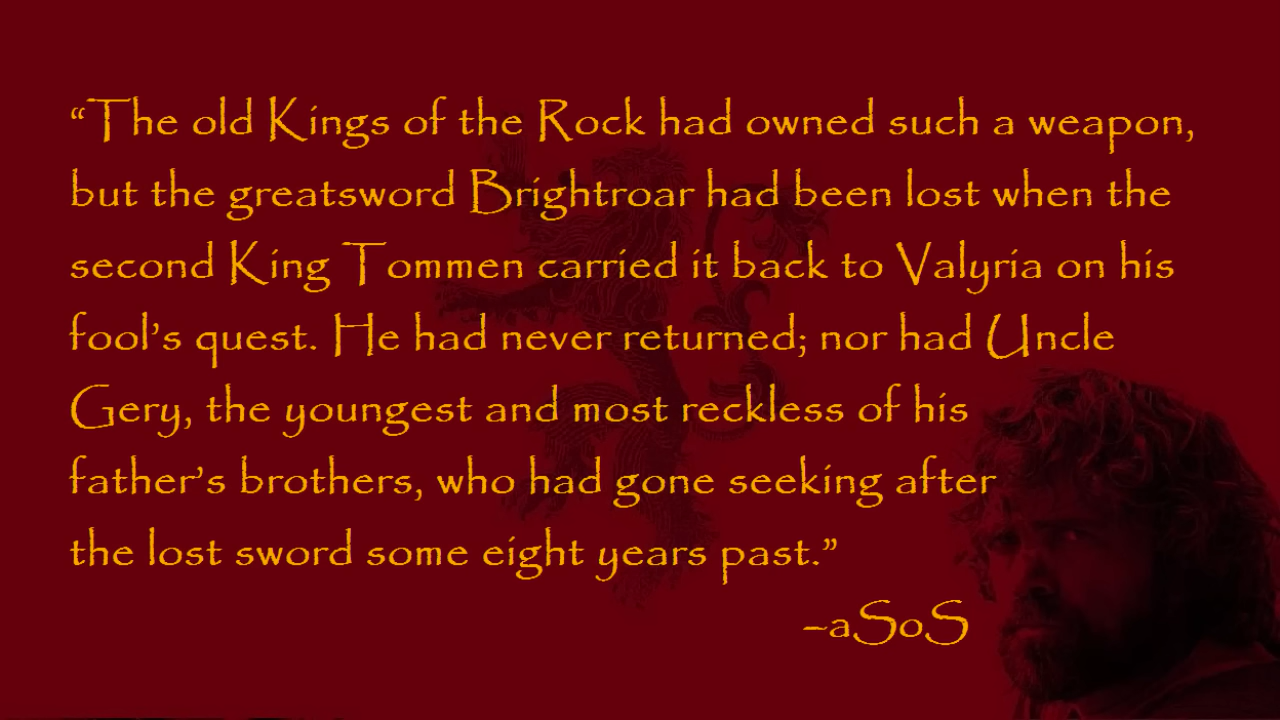 “The old Kings of the Rock had owned such a weapon,
but the greatsword Brightroar had been lost when the
second King Tommen carried it back to Valyria on his
fool’s quest. He had never returned; nor had Uncle
Gery, the youngest and most reckless of his
father’s brothers, who had gone seeking after
the lost sword some eight years past.”
–aSoS